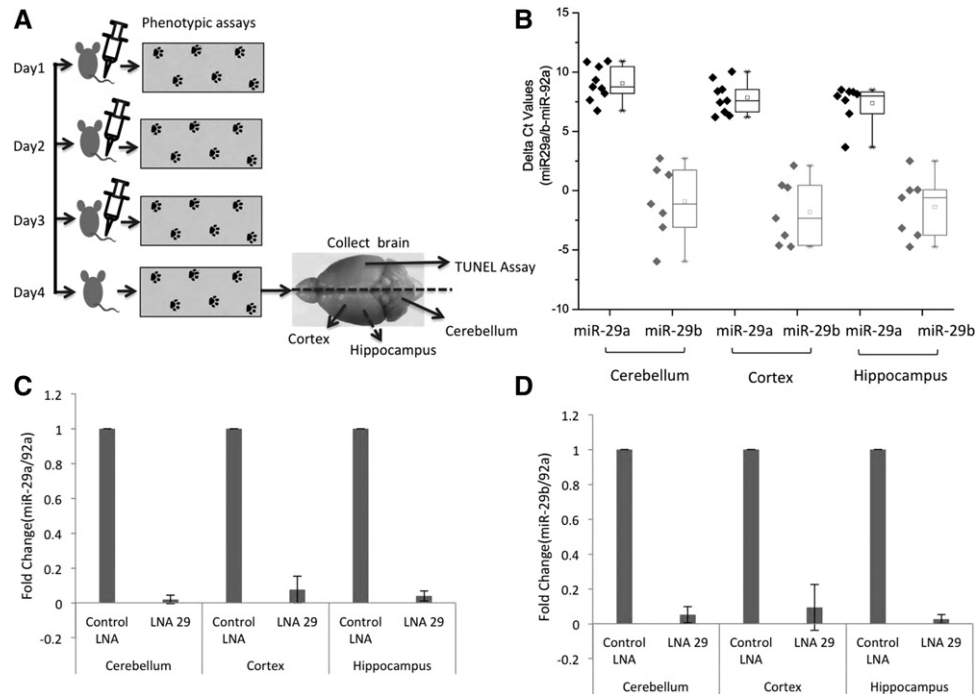 A
Phenotypic assays
Day1
Day2
Day3
Day4
Collect brain
TUNEL Assay
Cerebellum
Hippocampus
Cortex
B
Delta Ct Values
(miR29a/b-miR-92a)
15
10
5
0
-5
-10
miR-29a miR-29b miR-29a miR-29b miR-29a miR-29b
Cerebellum Cortex Hippocampus
C
Fold Change(miR-29a/92a)
1.2
1
0.8
0.6
0.4
0.2
0
-0.2
Control LNA 29 Control LNA 29 Control LNA 29
LNA LNA LNA
Cerebellum Cortex Hippocampus
D
Fold Change(miR-29b/92a)
1.2
1
0.8
0.6
0.4
0.2
0
-0.2
Control LNA 29 Control LNA 29 Control LNA 29
LNA LNA LNA
Cerebellum Cortex Hippocampus